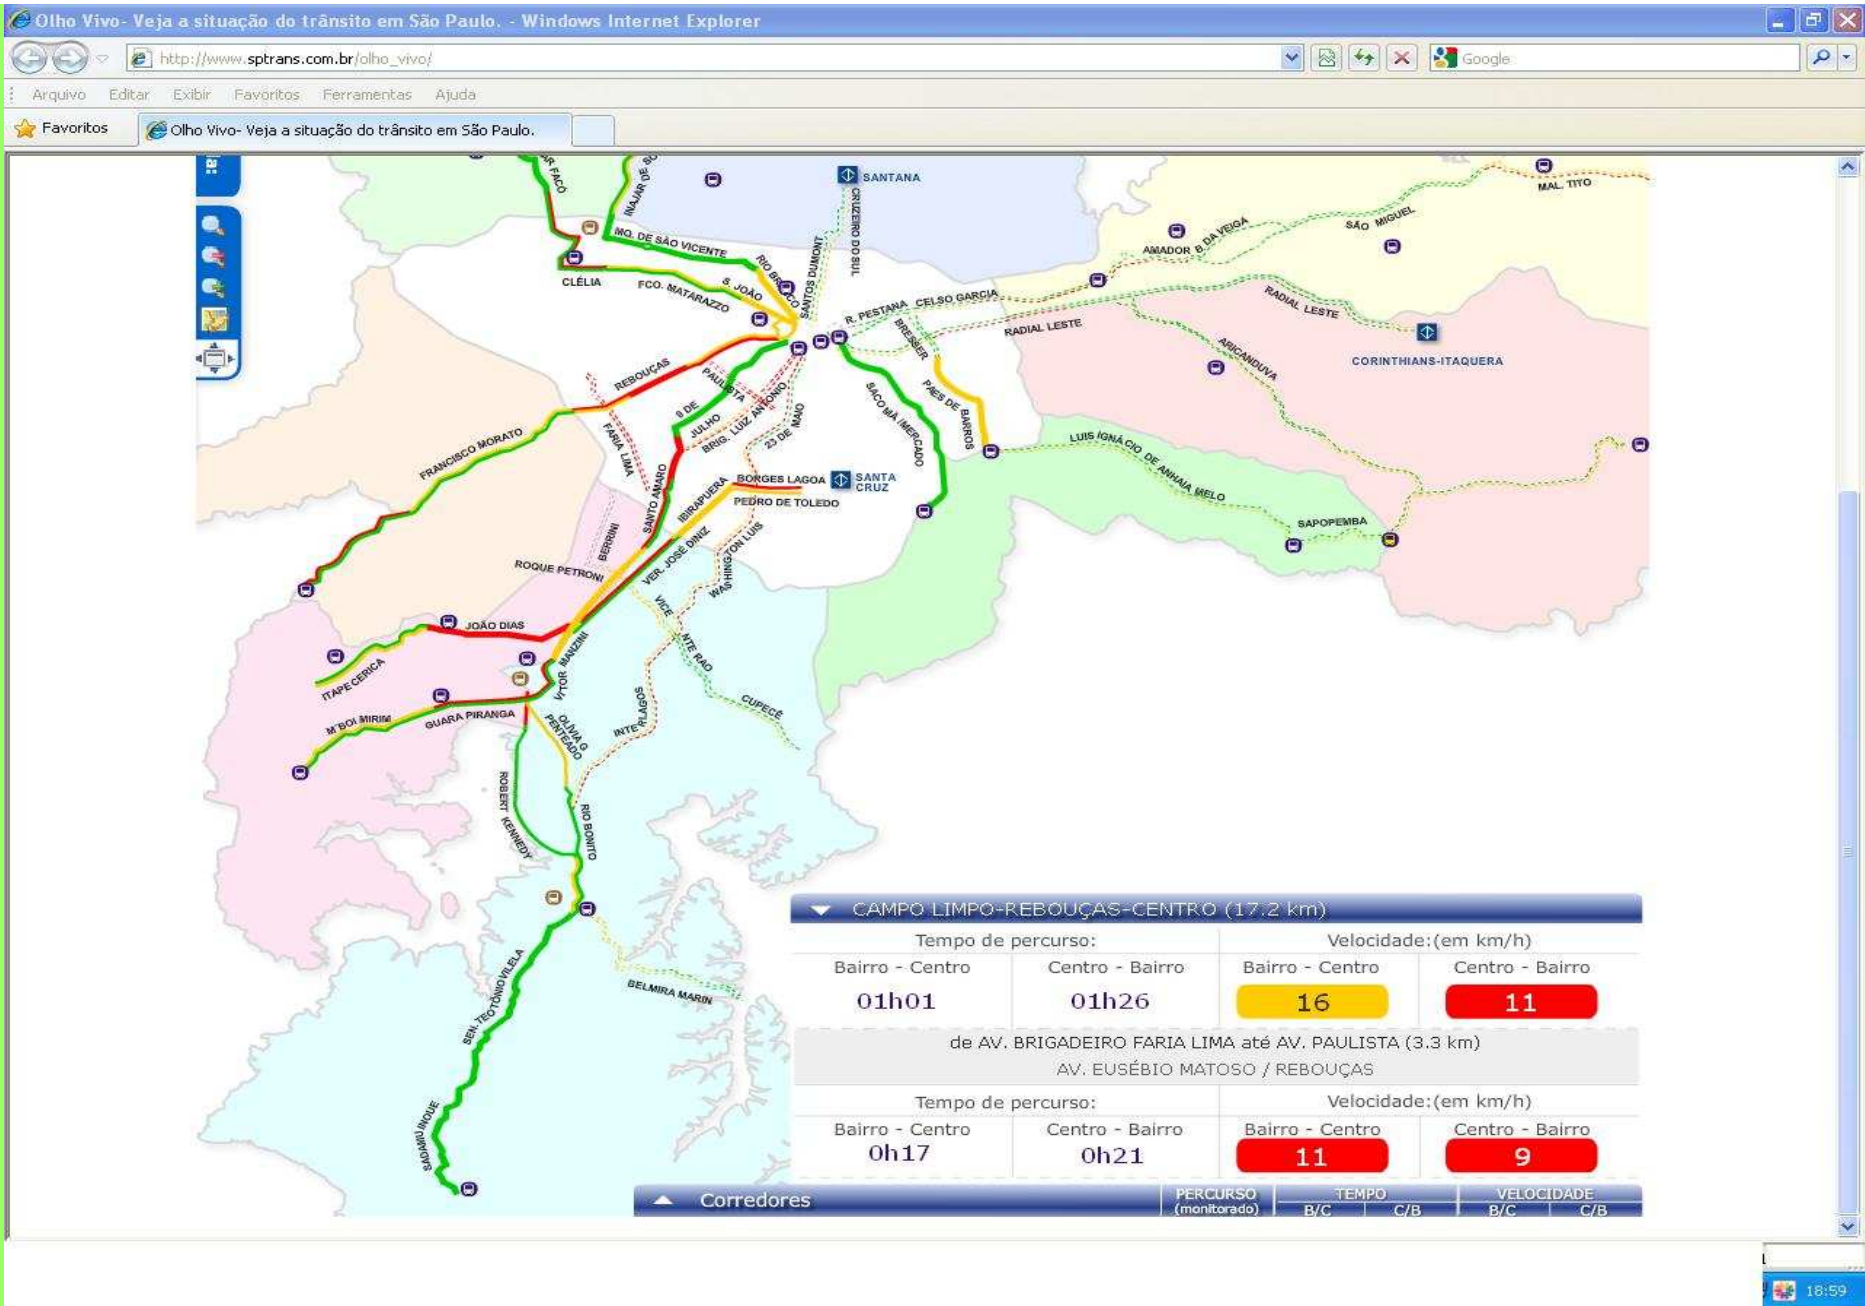 Olho Vivo- Veja a situação do trânsito em São Paulo. - Windows Internet Explorer
http://www.sptrans.com.br/olho_vivo/
Google
Arquivo Editar Exibir Favoritos Ferramentas Ajuda
Favoritos
Olho Vivo- Veja a situação do trânsito em São Paulo.
SANTANA
MAL. TITO
CRUZEIRO DO SUL
SÃO MIGUEL
AMADOR B. DA VEIGA
MQ. DE SÃO VICENTE
SANTOS DUMONT
CLÉLIA
FCO. MATARAZZO
S. JOÃO
R. PESTANA
CELSO GARCIA
RADIAL LESTE
RADIAL LESTE
BRESSER
ARICANDUVA
CORINTHIANS-ITAQUERA
REBOUÇAS
PAULISTA
9 DE JULHO
BRIG. LUIZ ANTONIO
23 DE MAIO
FARIA LIMA
SACOMÃ/MERCADO
PAES DE BARROS
FRANCISCO MORATO
LUIS IGNÁCIO DE ANHAIA MELO
SAPOPEMBA
SANTO AMARO
IBIRAPUERA
BORGES LAGOA
SANTA
CRUZ
PEDRO DE TOLEDO
BERRINI
ROQUE PETRONI
VER. JOSÉ DINIZ
WASHINGTON LUIS
VICENTE RAO
JOÃO DIAS
ITAPECERICA
VITOR MANZINI
M'BOI MIRIM
GUARAPIRANGA
OLÍVIA G.
PENTEADO
INTERLAGOS
CUPECÊ
ROBERT KENNEDY
RIO BONITO
SEN. TEOTÔNIO VILELA
BELMIRA MARIN
SADAMU INOUE
CAMPO LIMPO-REBOUÇAS-CENTRO (17.2 km)
Tempo de percurso: Velocidade:(em km/h)
Bairro - Centro Centro - Bairro Bairro - Centro Centro - Bairro
01h01 01h26 16 11
de AV. BRIGADEIRO FARIA LIMA até AV. PAULISTA (3.3 km)
AV. EUSÉBIO MATOSO / REBOUÇAS
Tempo de percurso: Velocidade:(em km/h)
Bairro - Centro Centro - Bairro Bairro - Centro Centro - Bairro
0h17 0h21 11 9
Corredores PERCURSO TEMPO VELOCIDADE
(monitorado) B/C C/B B/C C/B
18:59